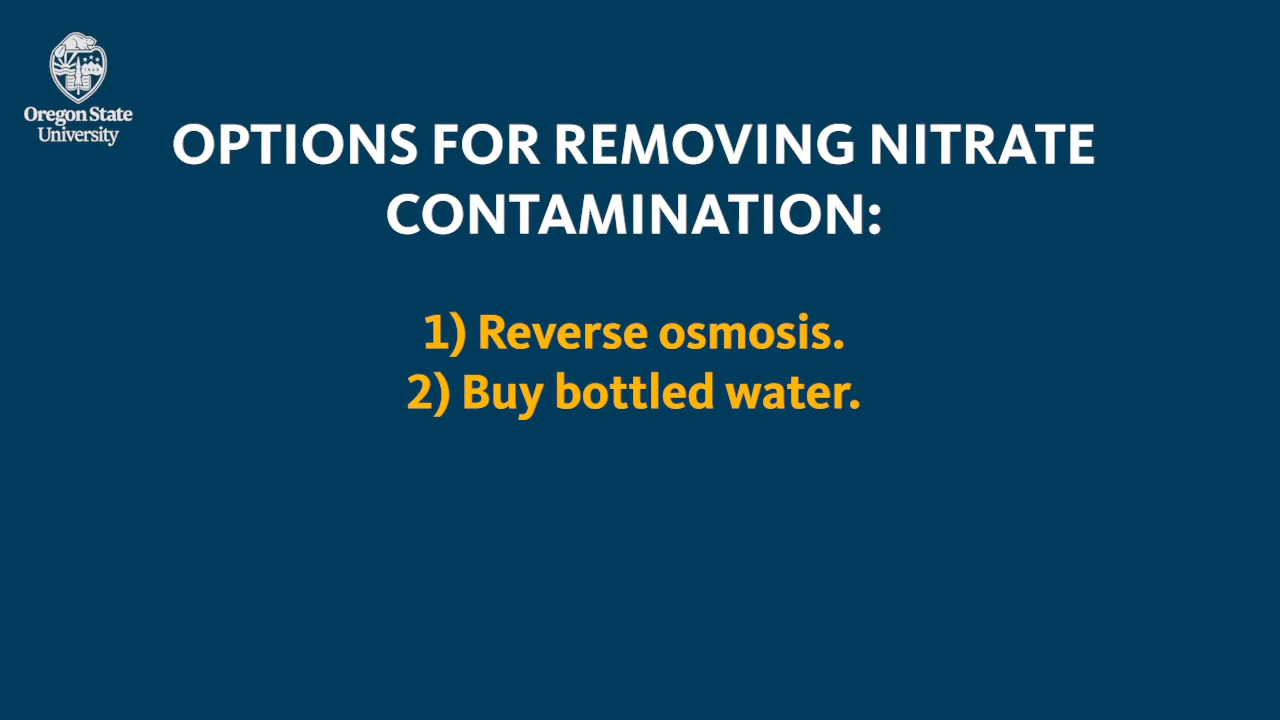 Oregon State
University
OPTIONS FOR REMOVING NITRATE
CONTAMINATION:
1) Reverse osmosis.
2) Buy bottled water.